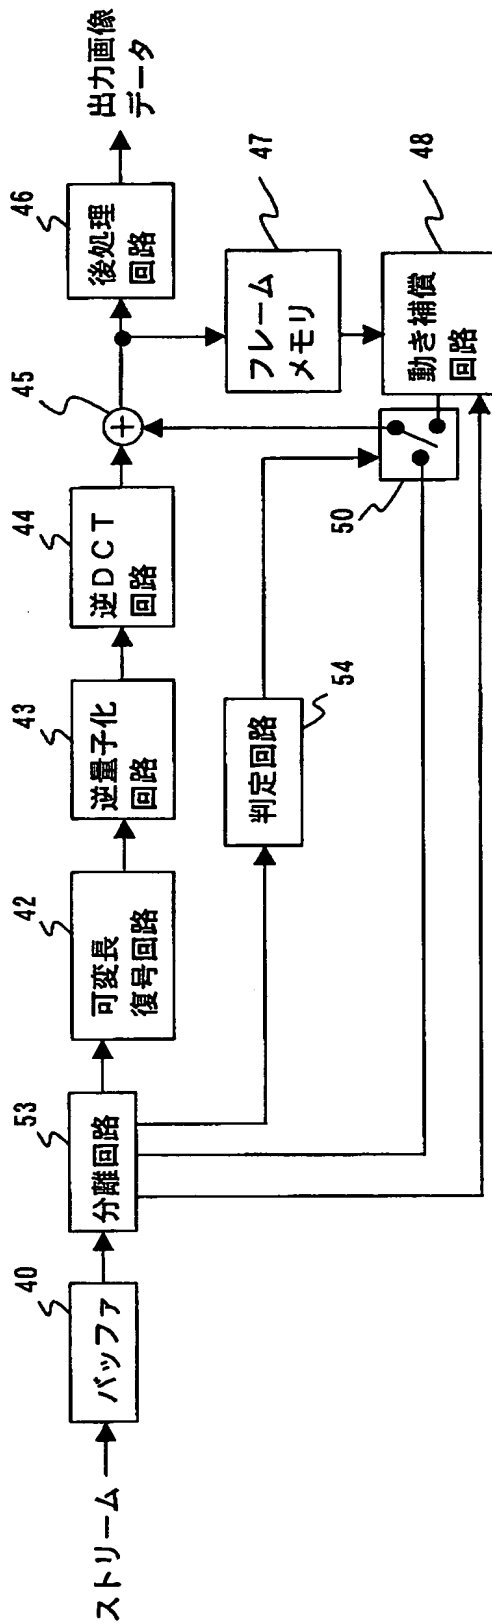 ストリーム
40
バッファ
53
分離回路
42
可変長
復号回路
43
逆量子化
回路
44
逆DCT
回路
45
46
後処理
回路
出力画像
データ
47
フレーム
メモリ
48
動き補償
回路
50
54
判定回路